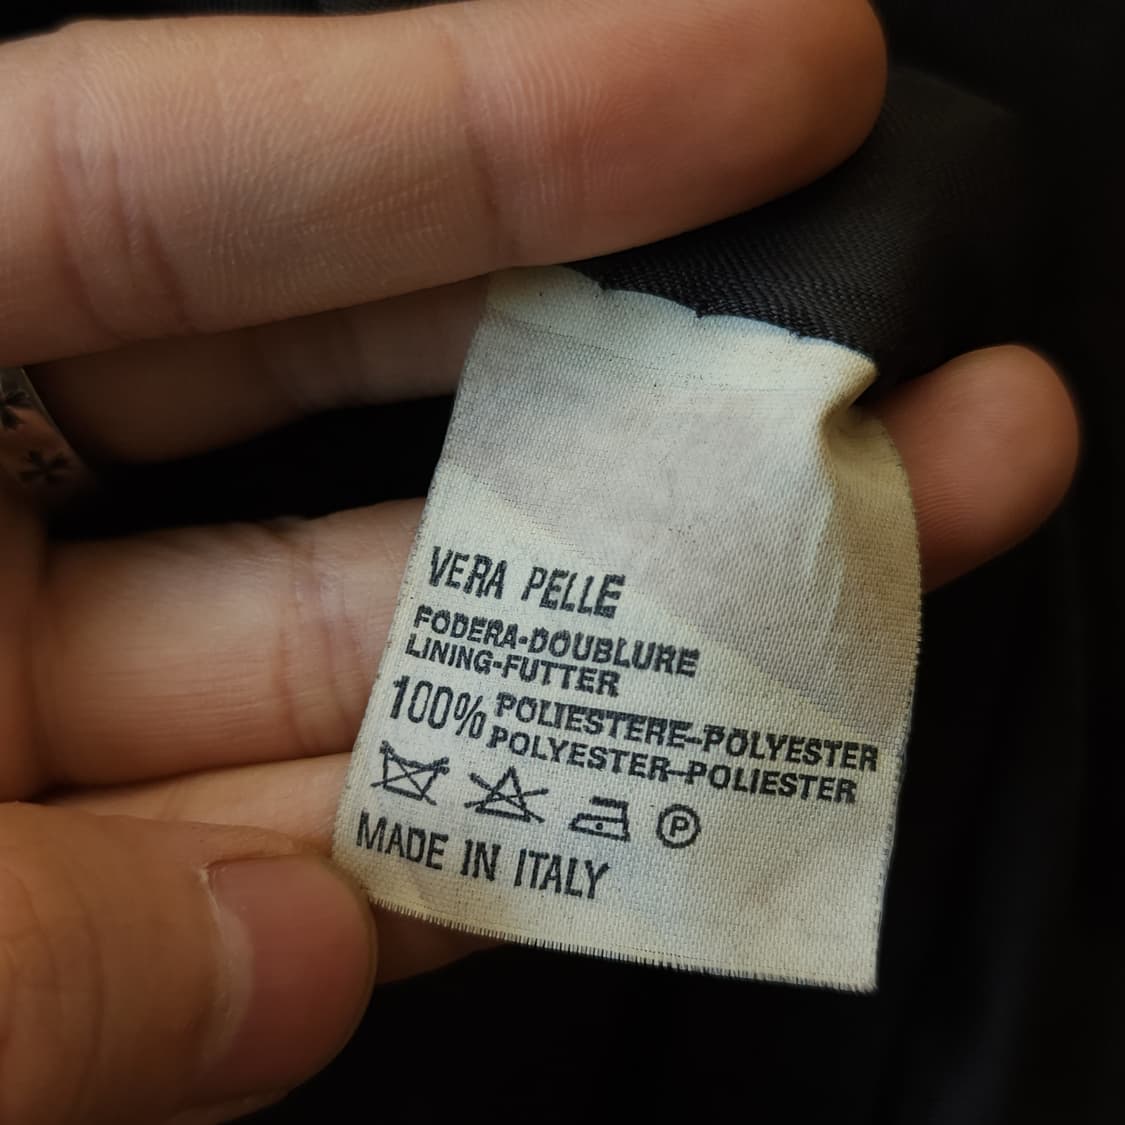 VERA PELLE
FODERA-DOUBLURE
LINING-FUTTER
100% POLIESTERE-POLYESTER
POLYESTER-POLIESTER
P
MADE IN ITALY